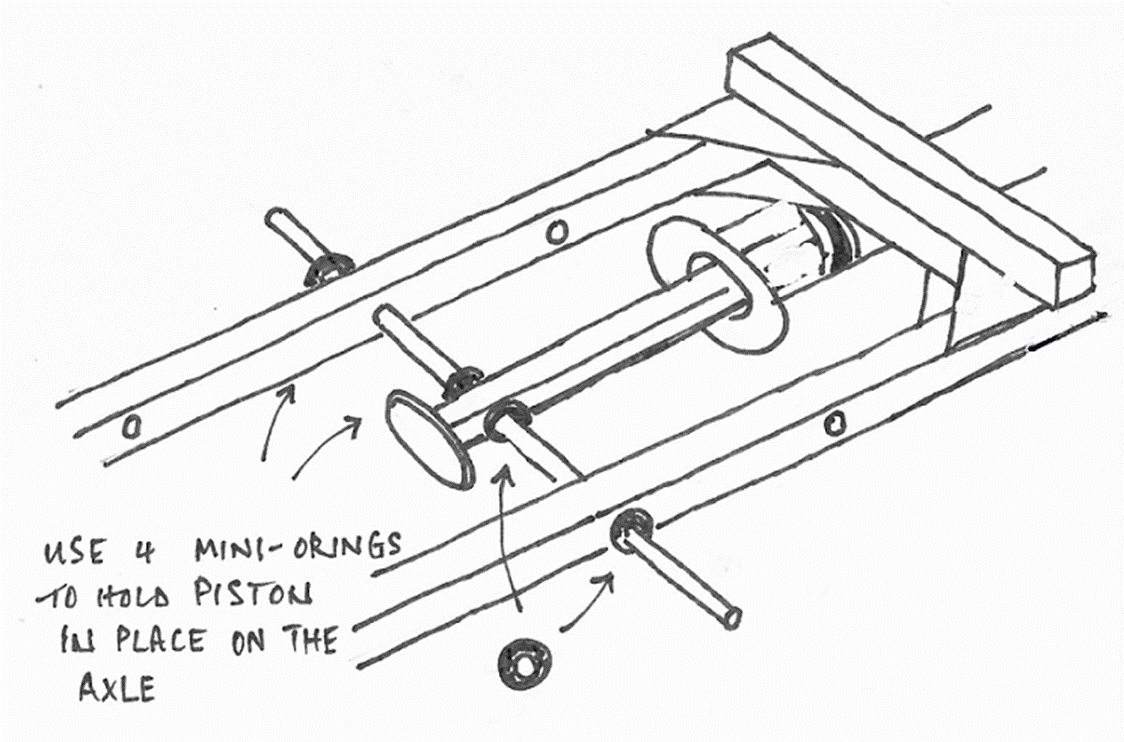 USE 4 MINI-ORINGS
TO HOLD PISTON
IN PLACE ON THE
AXLE